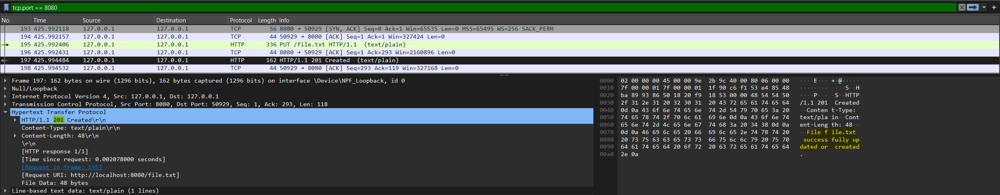 tcp.port == 8080
No. Time Source Destination Protocol Length Info
193 425.992118 127.0.0.1 127.0.0.1 TCP 56 8080 → 50929 [SYN, ACK] Seq=0 Ack=1 Win=65535 Len=0 MSS=65495 WS=256 SACK_PERM
194 425.992157 127.0.0.1 127.0.0.1 TCP 44 50929 → 8080 [ACK] Seq=1 Ack=1 Win=327424 Len=0
195 425.992406 127.0.0.1 127.0.0.1 HTTP 336 PUT /file.txt HTTP/1.1  (text/plain)
196 425.992431 127.0.0.1 127.0.0.1 TCP 44 8080 → 50929 [ACK] Seq=1 Ack=293 Win=2160896 Len=0
197 425.994484 127.0.0.1 127.0.0.1 HTTP 162 HTTP/1.1 201 Created  (text/plain)
198 425.994532 127.0.0.1 127.0.0.1 TCP 44 50929 → 8080 [ACK] Seq=293 Ack=119 Win=327168 Len=0
Frame 197: 162 bytes on wire (1296 bits), 162 bytes captured (1296 bits) on interface \Device\NPF_Loopback, id 0
Null/Loopback
Internet Protocol Version 4, Src: 127.0.0.1, Dst: 127.0.0.1
Transmission Control Protocol, Src Port: 8080, Dst Port: 50929, Seq: 1, Ack: 293, Len: 118
Hypertext Transfer Protocol
HTTP/1.1 201 Created\r\n
Content-Type: text/plain\r\n
Content-Length: 48\r\n
\r\n
[HTTP response 1/1]
[Time since request: 0.002078000 seconds]
[Request in frame: 195]
[Request URI: http://localhost:8080/file.txt]
File Data: 48 bytes
Line-based text data: text/plain (1 lines)
0000 02 00 00 00 45 00 00 9e 2b 9c 40 00 80 06 00 00 ····E··· +·@·····
0010 7f 00 00 01 7f 00 00 01 1f 90 c6 f1 53 e4 85 48 ········ ····S··H
0020 ba 89 93 86 50 18 20 f9 18 53 00 00 48 54 54 50 ····P· · ·S··HTTP
0030 2f 31 2e 31 20 32 30 31 20 43 72 65 61 74 65 64 /1.1 201  Created
0040 0d 0a 43 6f 6e 74 65 6e 74 2d 54 79 70 65 3a 20 ··Conten t-Type:
0050 74 65 78 74 2f 70 6c 61 69 6e 0d 0a 43 6f 6e 74 text/pla in··Cont
0060 65 6e 74 2d 4c 65 6e 67 74 68 3a 20 34 38 0d 0a ent-Leng th: 48··
0070 0d 0a 46 69 6c 65 20 66 69 6c 65 2e 74 78 74 20 ··File f ile.txt
0080 20 73 75 63 63 65 73 73 66 75 6c 6c 79 20 75 70 success fully up
0090 64 61 74 65 64 20 6f 72 20 63 72 65 61 74 65 64 dated or  created
00a0 2e 0a .·